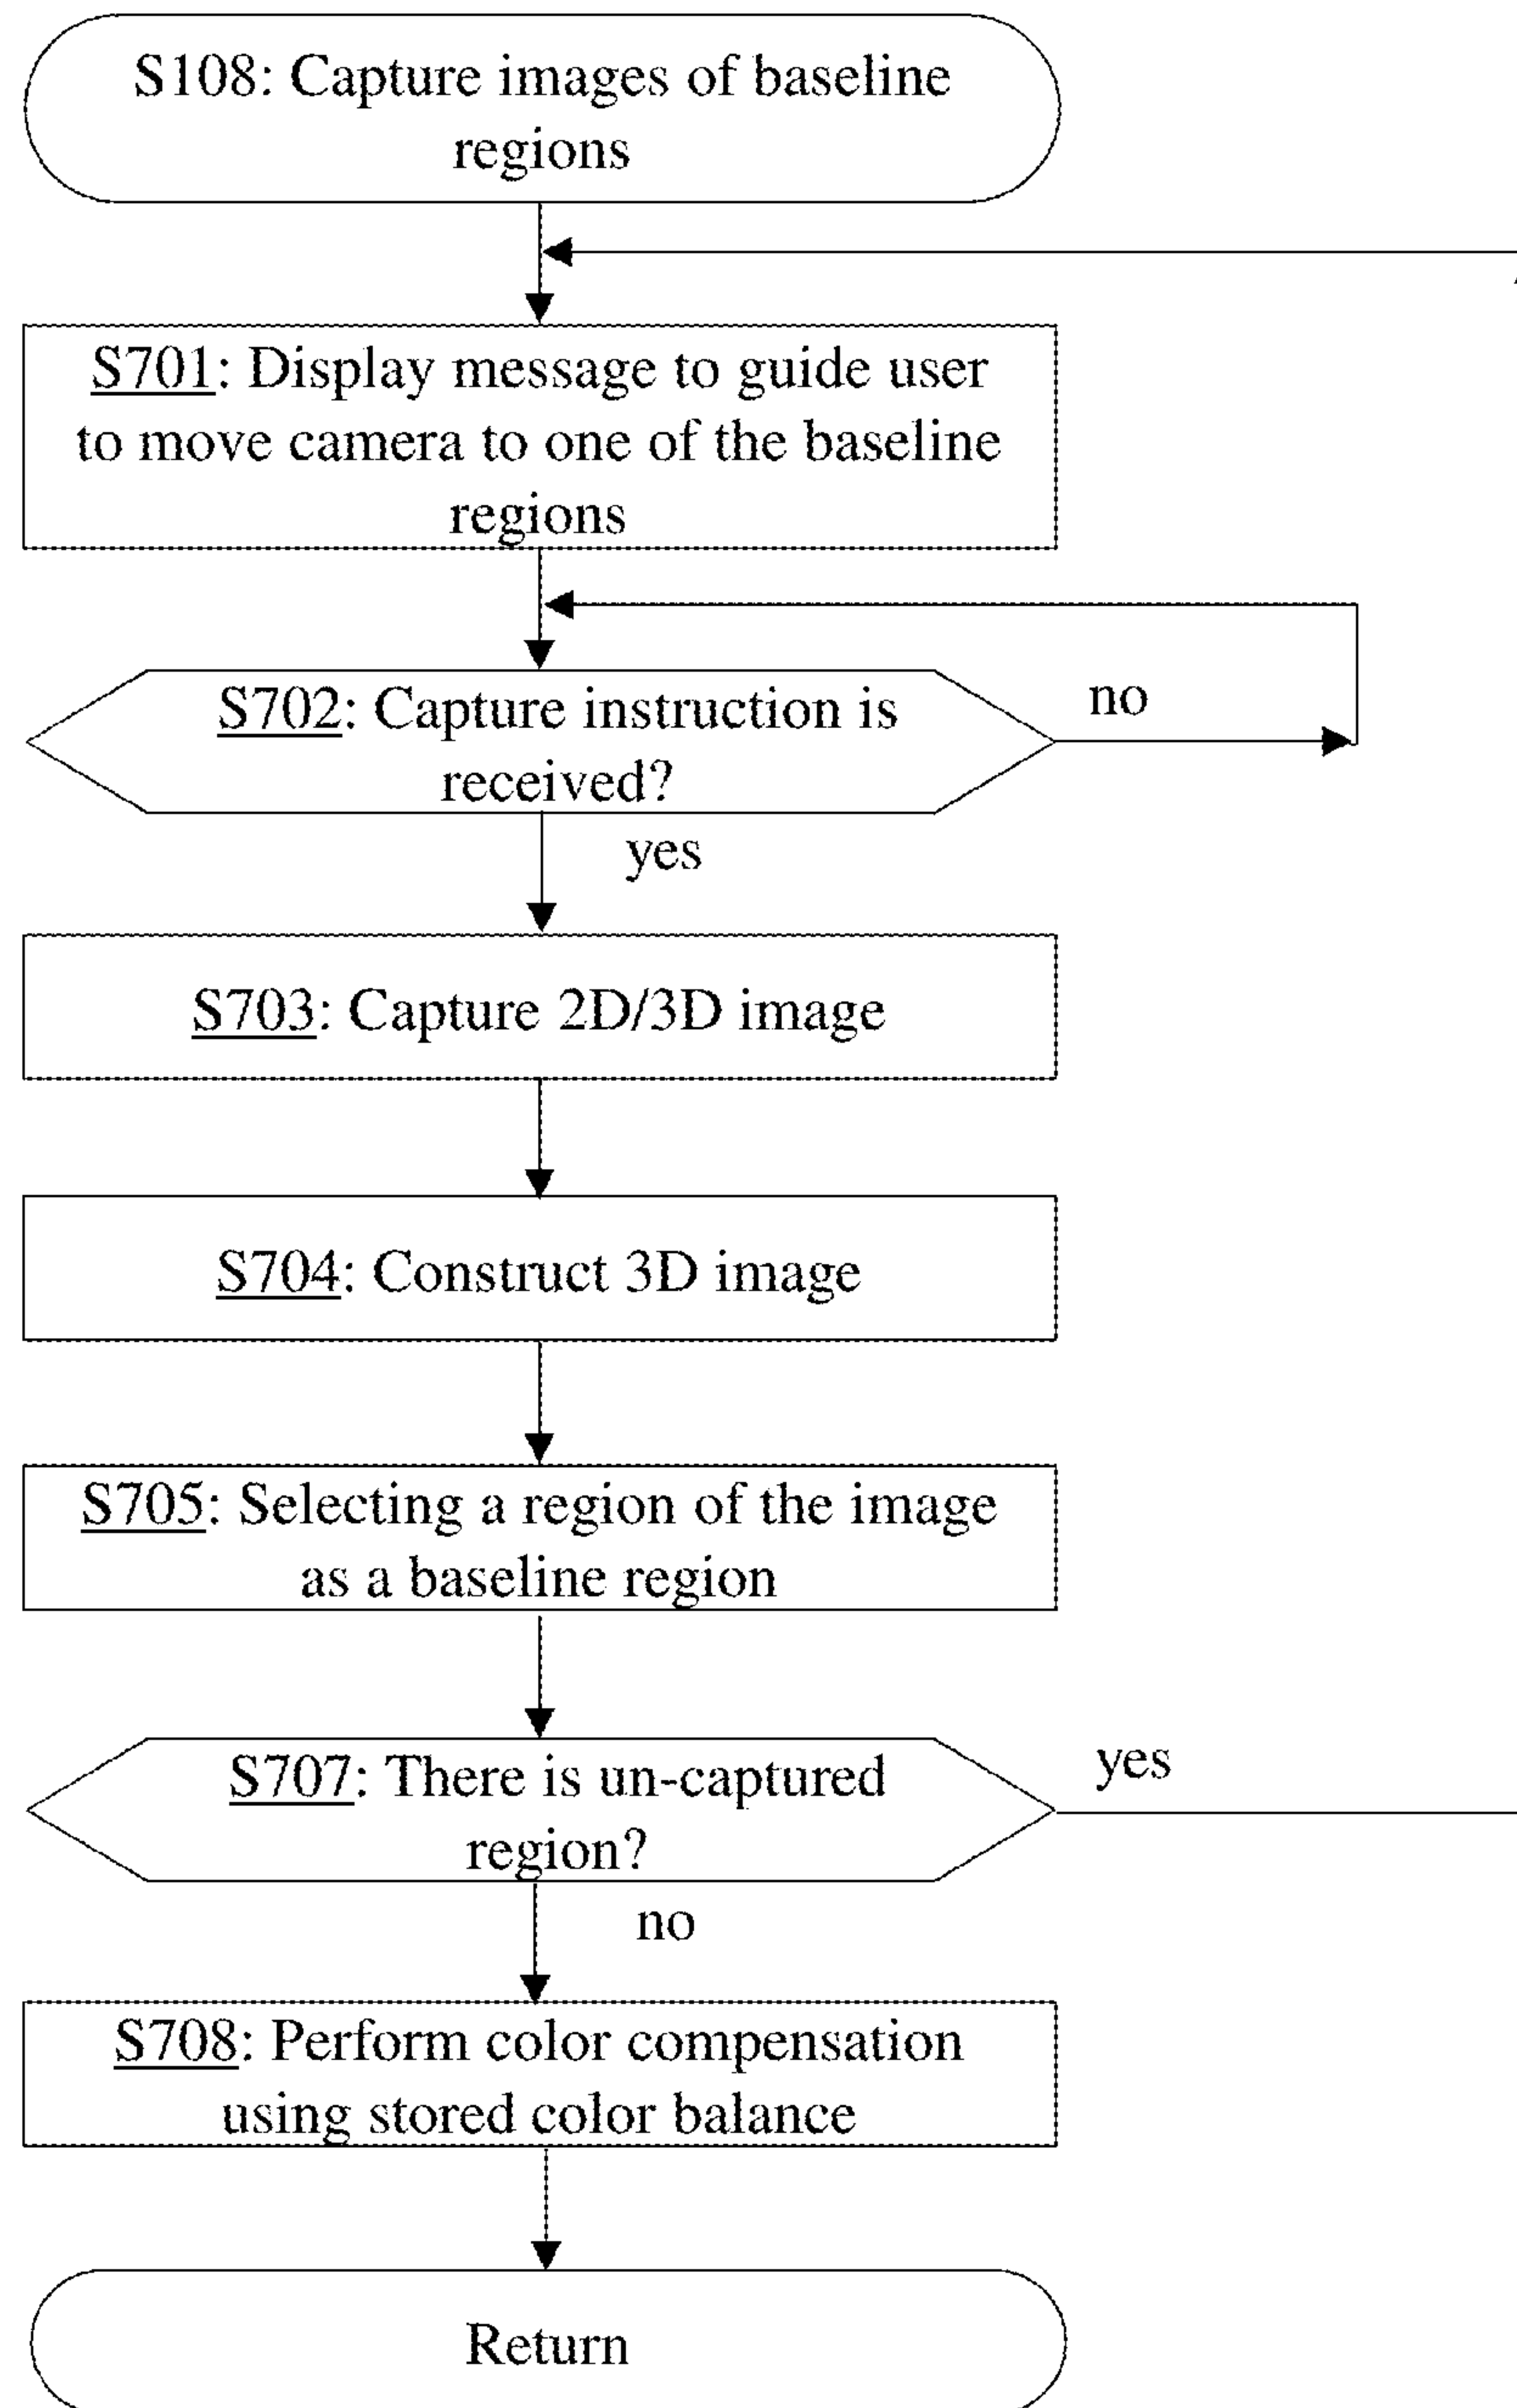 S108: Capture images of baseline
regions
S701: Display message to guide user
to move camera to one of the baseline
regions
S702: Capture instruction is
received?
no
yes
S703: Capture 2D/3D image
S704: Construct 3D image
S705: Selecting a region of the image
as a baseline region
S707: There is un-captured
region?
yes
no
S708: Perform color compensation
using stored color balance
Return